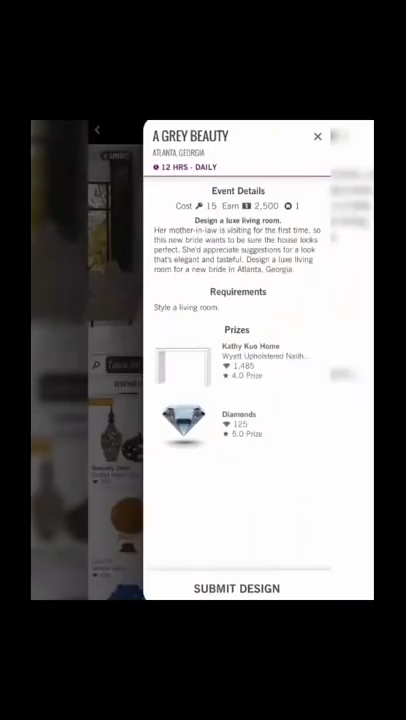 A GREY BEAUTY
ATLANTA, GEORGIA
12 HRS - DAILY
Event Details
Cost 15 Earn 2,500 1
Design a luxe living room.
Her mother-in-law is visiting for the first time, so
this new bride wants to be sure the house looks
perfect. She'd appreciate suggestions for a look
that's elegant and tasteful. Design a luxe living
room for a new bride in Atlanta, Georgia.
Requirements
Style a living room.
Prizes
Kathy Kuo Home
Wyatt Upholstered Nailh...
1,485
4.0 Prize
Diamonds
125
5.0 Prize
SUBMIT DESIGN
OWNED